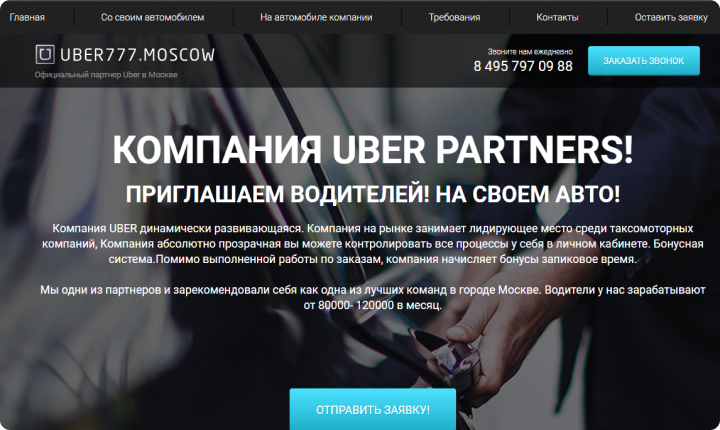 Главная
Со своим автомобилем
На автомобиле компании
Требования
Контакты
Оставить заявку
UBER777.MOSCOW
Официальный партнер Uber в Москве
Звоните нам ежедневно
8 495 797 09 88
ЗАКАЗАТЬ ЗВОНОК
КОМПАНИЯ UBER PARTNERS!
ПРИГЛАШАЕМ ВОДИТЕЛЕЙ! НА СВОЕМ АВТО!
Компания UBER динамически развивающаяся. Компания на рынке занимает лидирующее место среди таксомоторных
компаний, Компания абсолютно прозрачная вы можете контролировать все процессы у себя в личном кабинете. Бонусная
система.Помимо выполненной работы по заказам, компания начисляет бонусы запиковое время.
Мы одни из партнеров и зарекомендовали себя как одна из лучших команд в городе Москве. Водители у нас зарабатывают
от 80000- 120000 в месяц.
ОТПРАВИТЬ ЗАЯВКУ!